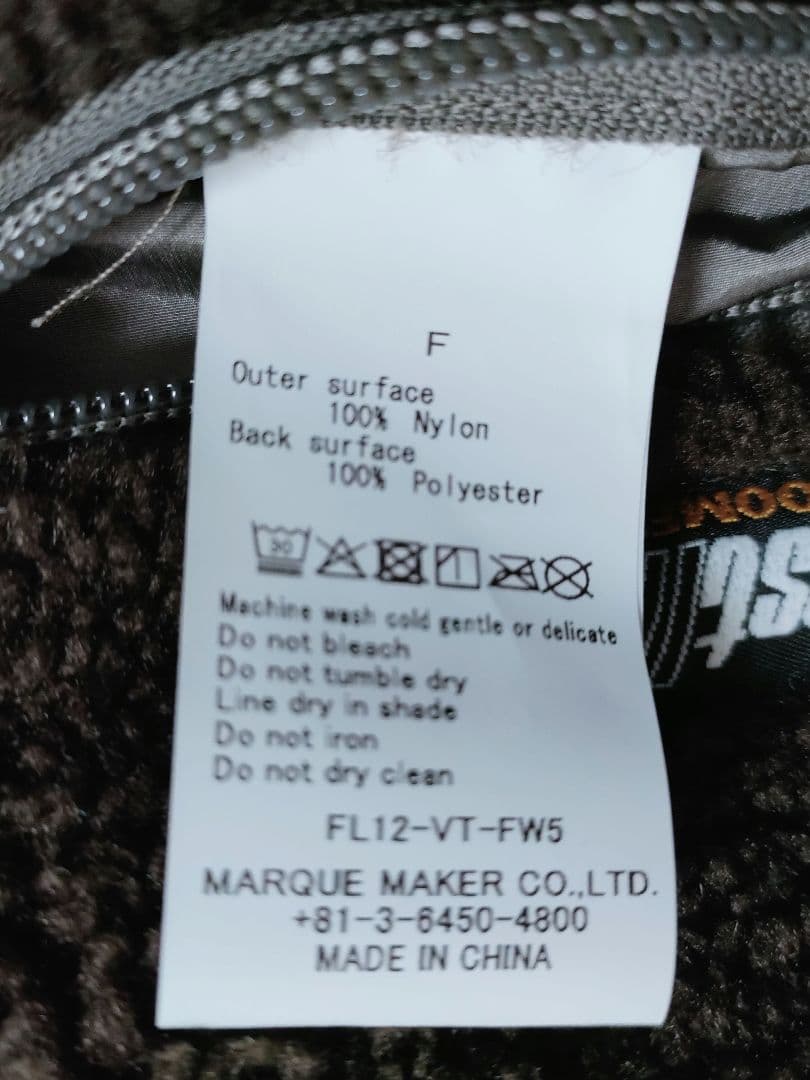 F
Outer surface
100% Nylon
Back surface
100% Polyester
30
Machine wash cold gentle or delicate
Do not bleach
Do not tumble dry
Line dry in shade
Do not iron
Do not dry clean
FL12-VT-FW5
MARQUE MAKER CO.,LTD.
+81-3-6450-4800
MADE IN CHINA